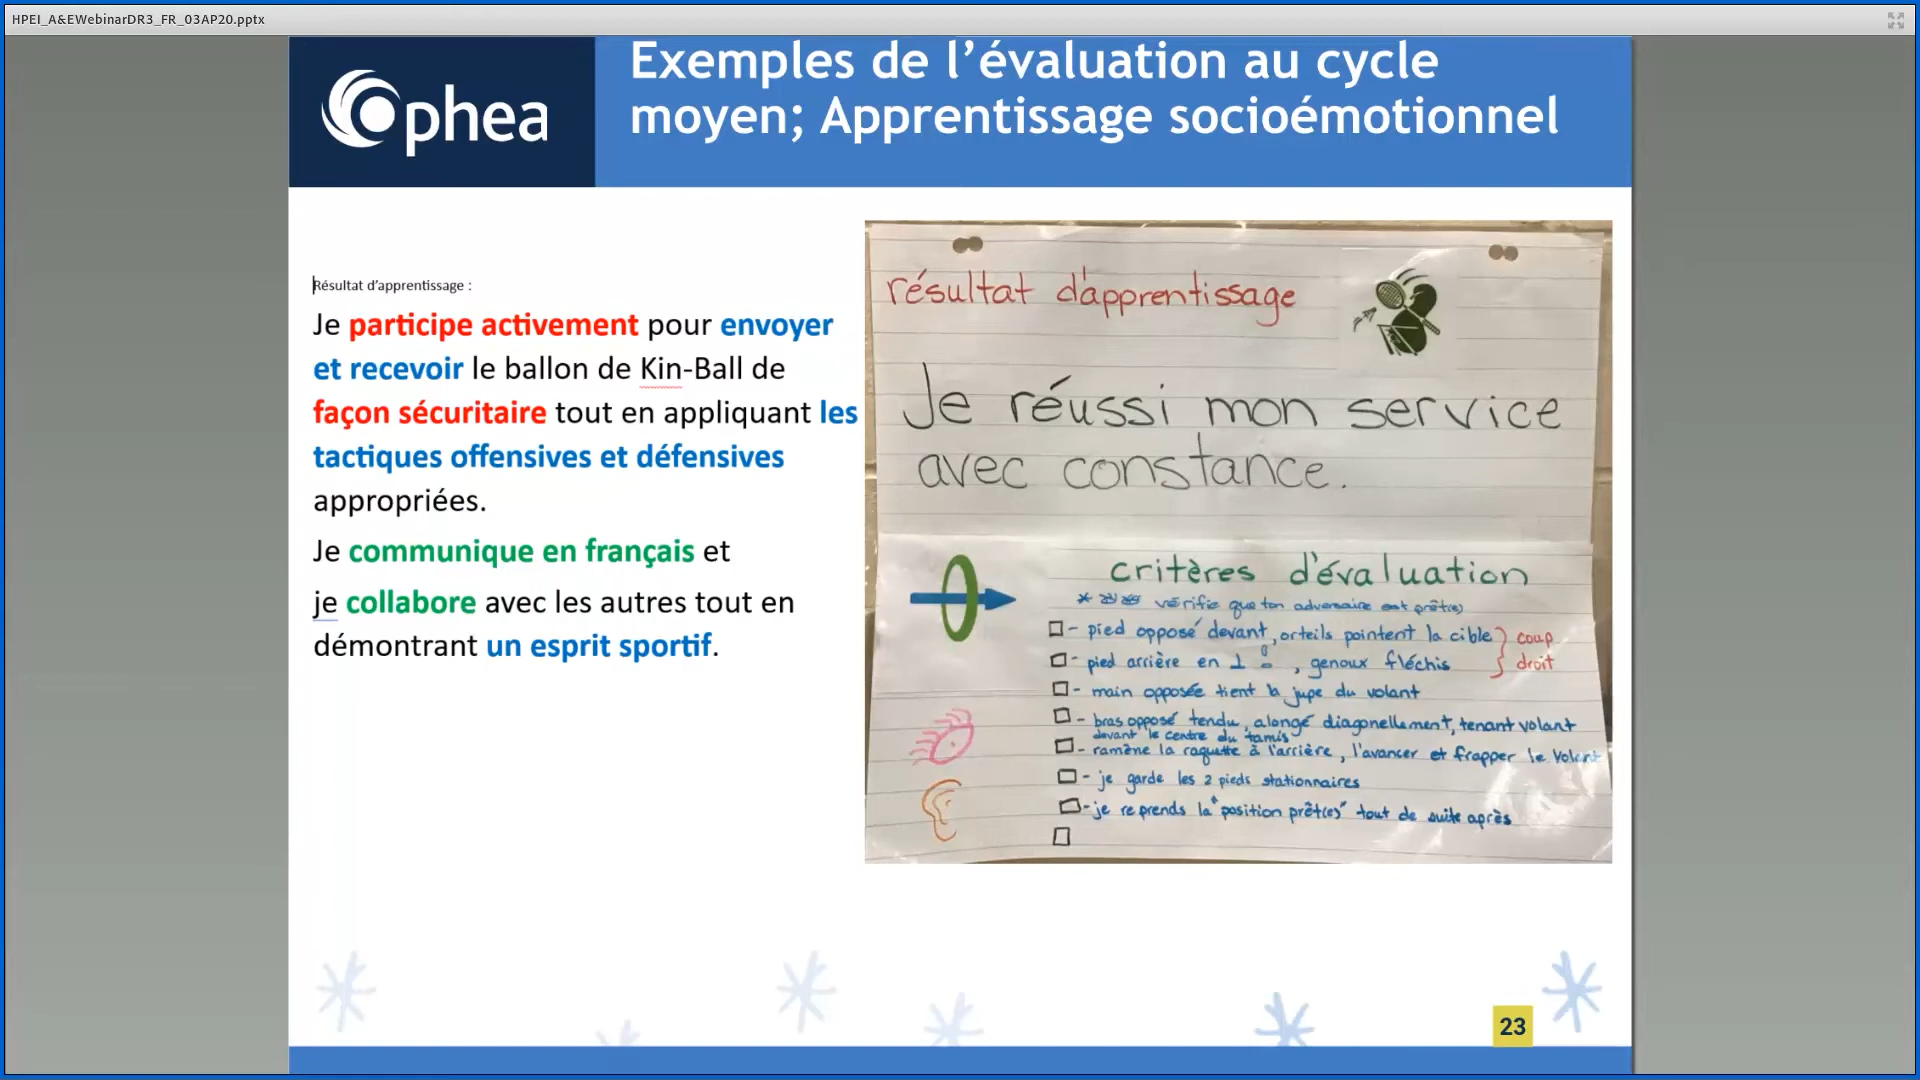 HPEI_A&EWebinarDR3_FR_03AP20.pptx
Ophea
Exemples de l'évaluation au cycle
moyen; Apprentissage socioémotionnel
Résultat d'apprentissage :
Je participe activement pour envoyer
et recevoir le ballon de Kin-Ball de
façon sécuritaire tout en appliquant les
tactiques offensives et défensives
appropriées.
Je communique en français et
je collabore avec les autres tout en
démontrant un esprit sportif.
résultat d'apprentissage
Je réussi mon service
avec constance.
critères d'évaluation
vérifie que ton adversaire est prêt(e)
- pied opposé devant, orteils pointent la cible
- pied arrière en ⊥, genoux fléchis
coup
droit
- main opposée tient la jupe du volant
- bras opposé tendu, alongé diagonellement, tenant volant
devant le centre du tamis
- ramène la raquette à l'arrière, l'avancer et frapper le volant
- je garde les 2 pieds stationnaires
- je reprends la "position prêt(e)" tout de suite après
23